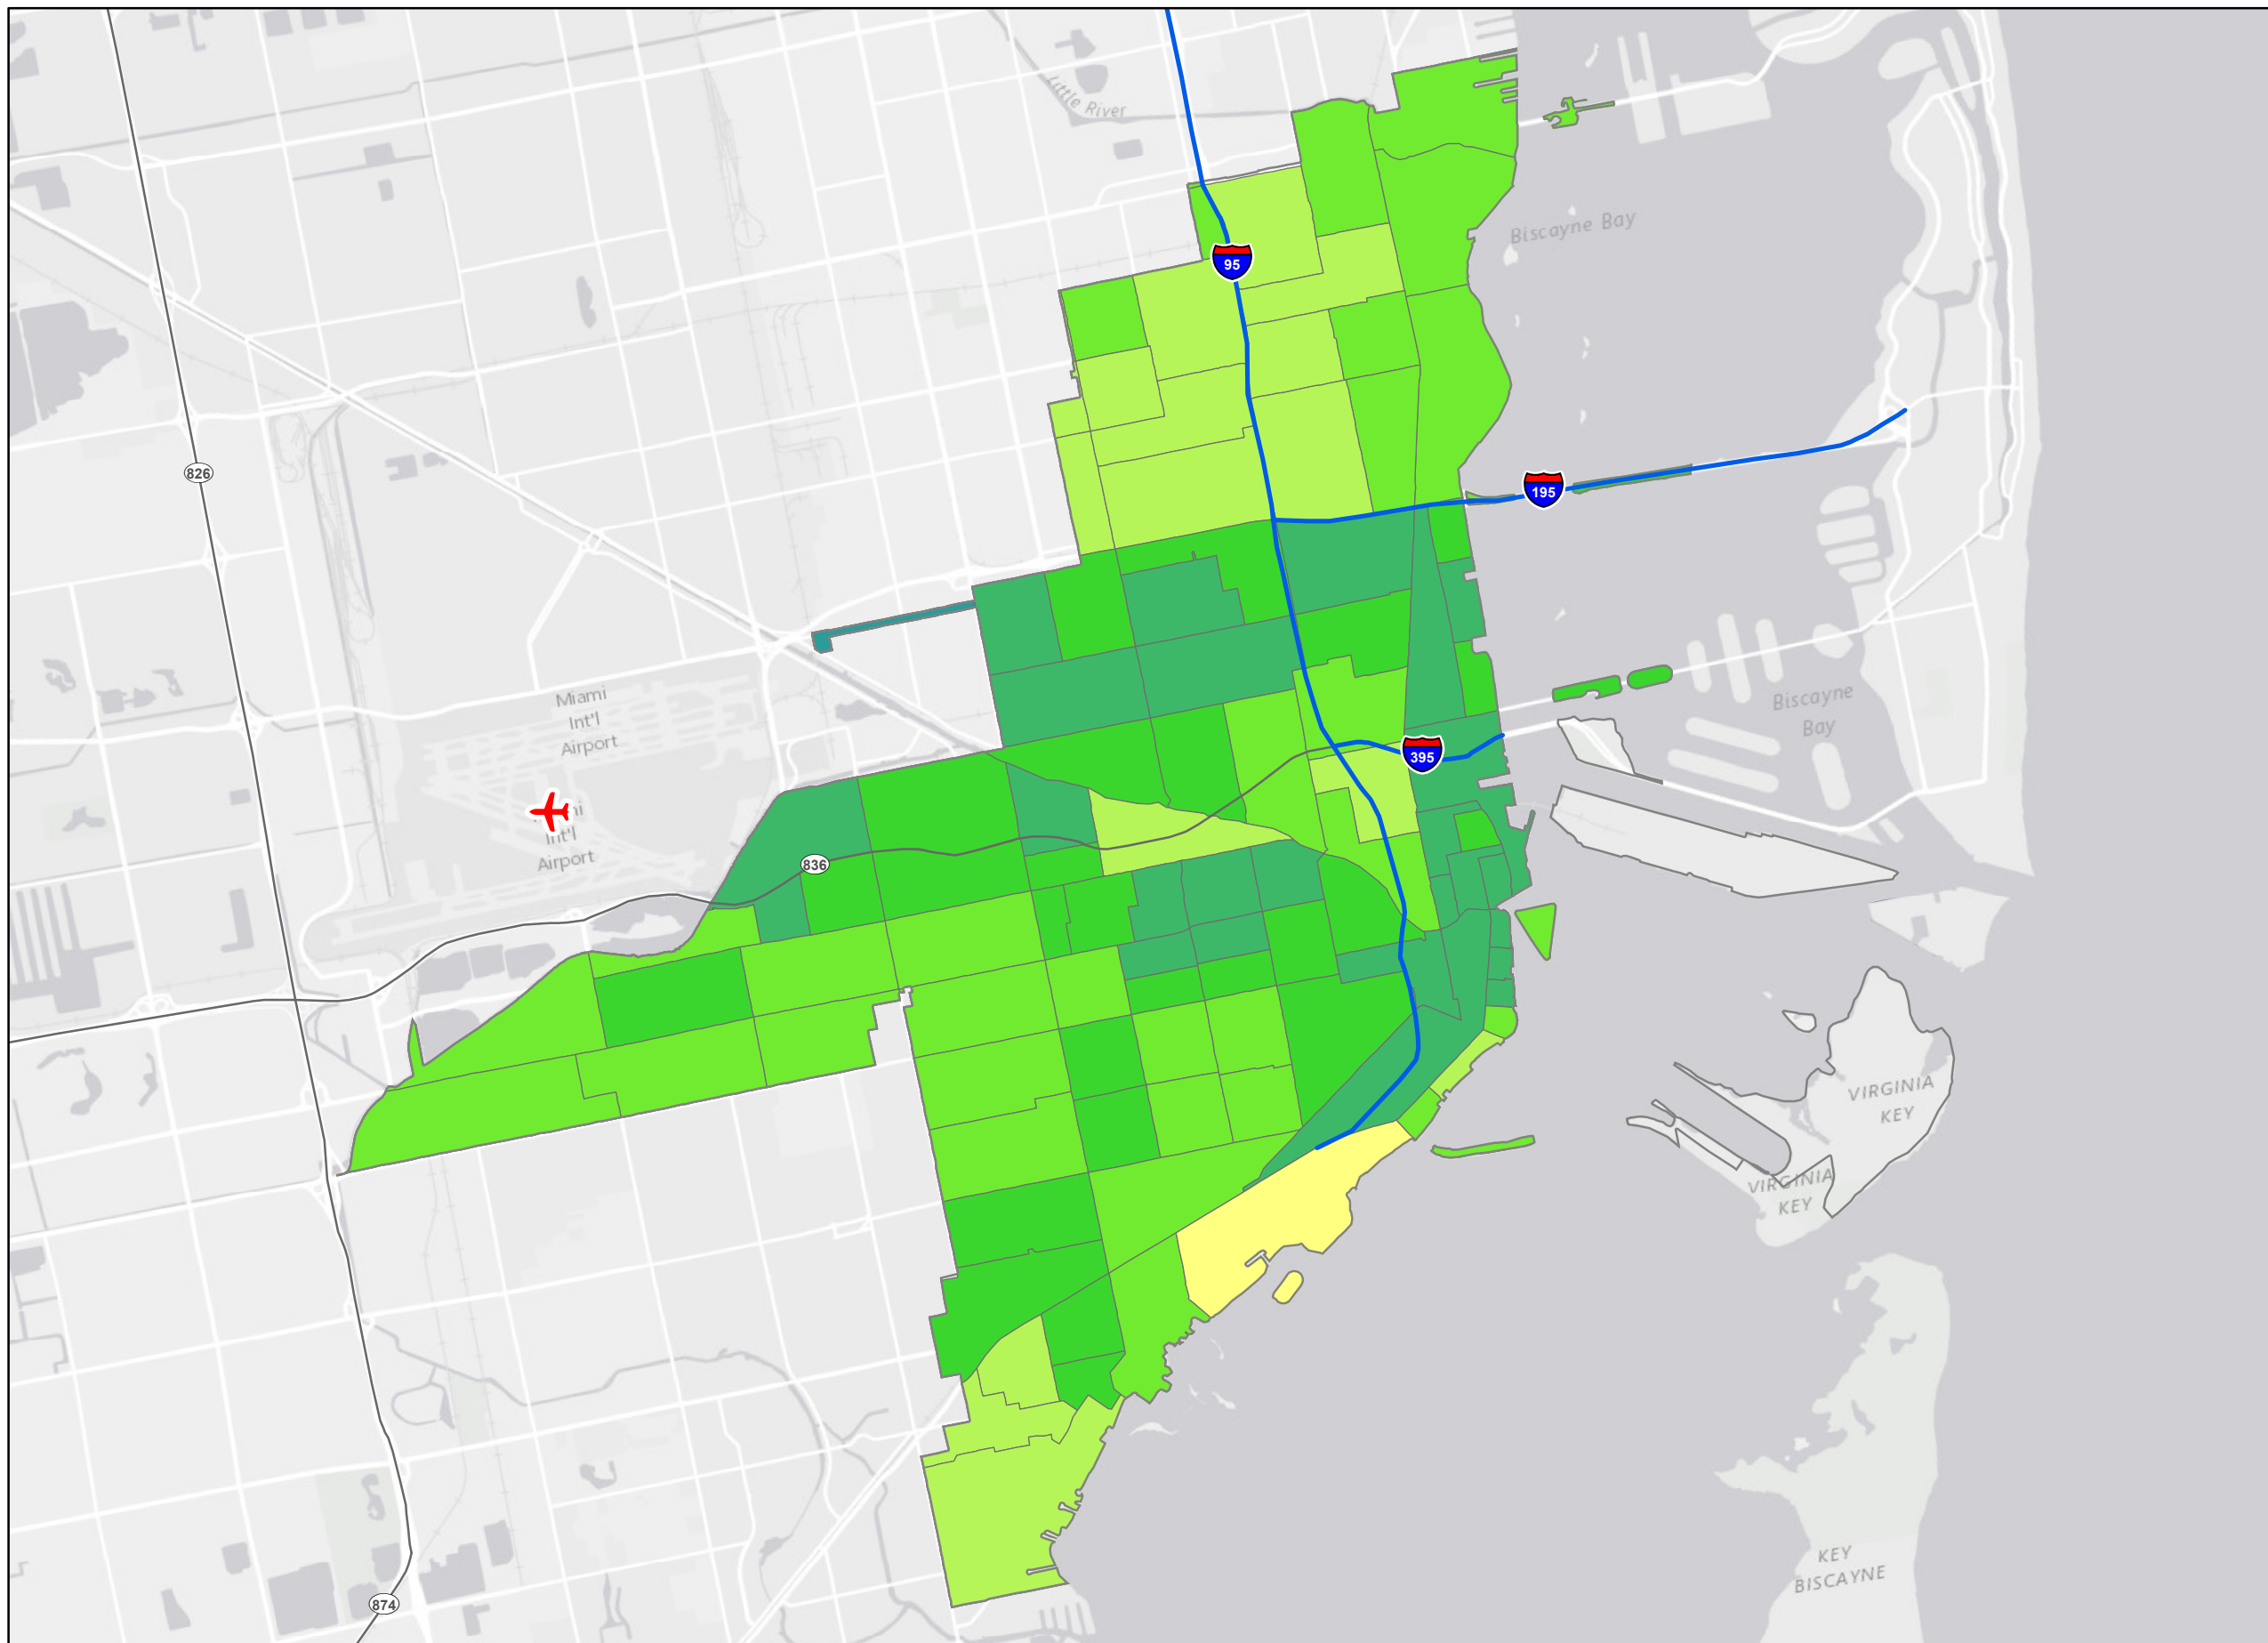 Little River
Biscayne Bay
95
826
195
Miami
Int'l
Airport
Biscayne
Bay
395
Int'l
Airport
836
VIRGINIA
KEY
VIRGINIA
KEY
KEY
BISCAYNE
874